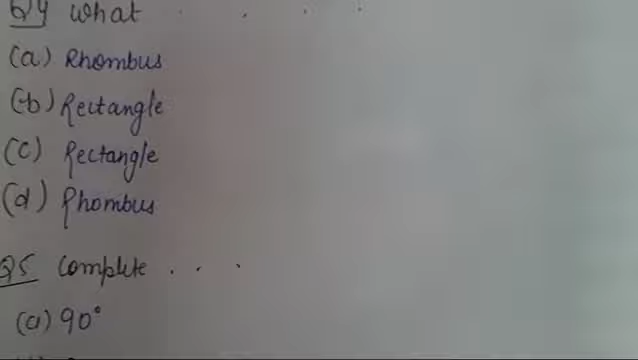 Q4 What . . . .
(a) Rhombus
(b) Rectangle
(c) Rectangle
(d) Rhombus
Q5 Complete . . .
(a) 90°